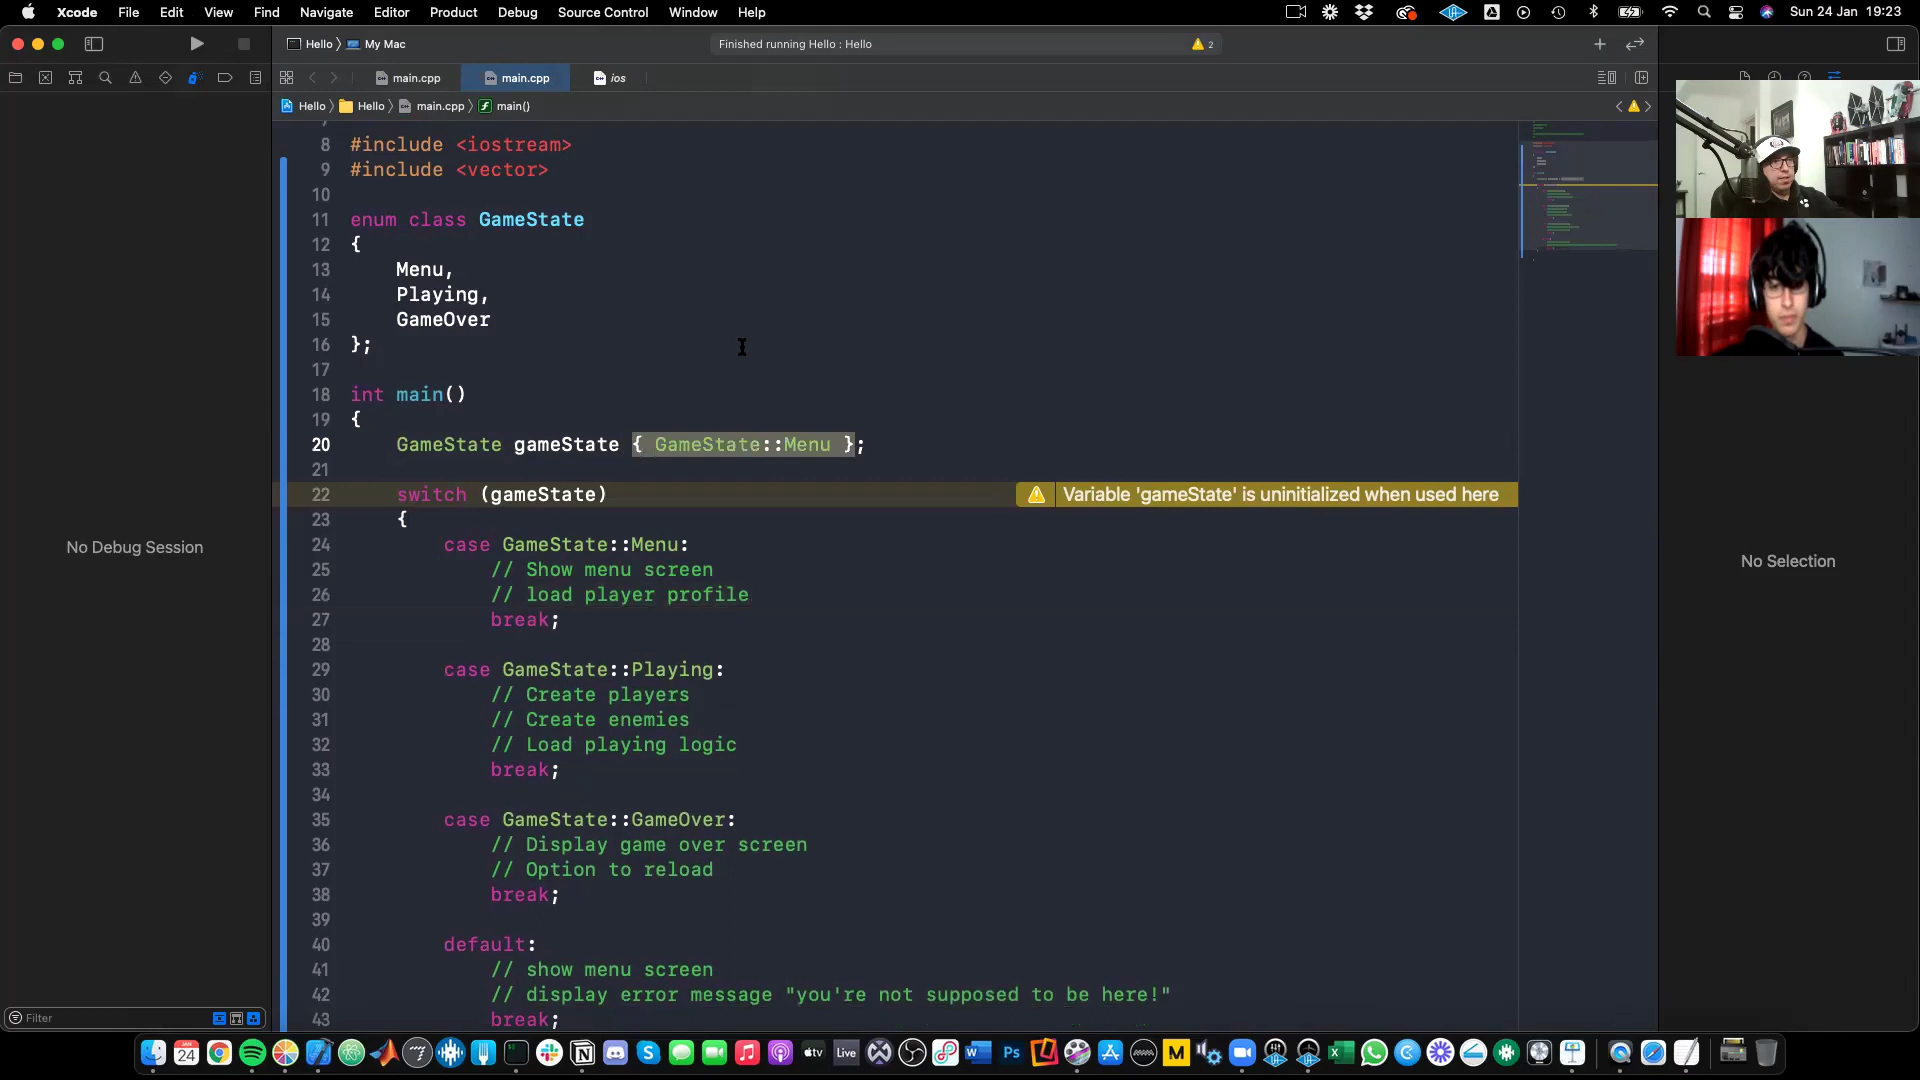 Xcode File Edit View Find Navigate Editor Product Debug Source Control Window Help Sun 24 Jan 19:23
Hello 〉 My Mac Finished running Hello : Hello 2
main.cpp main.cpp ios
Hello 〉 Hello 〉 main.cpp 〉 main()
8 #include <iostream>
9 #include <vector>
10
11 enum class GameState
12 {
13 Menu,
14 Playing,
15 GameOver
16 };
17
18 int main()
19 {
20 GameState gameState { GameState::Menu };
21
22 switch (gameState) Variable 'gameState' is uninitialized when used here
23 {
24 case GameState::Menu:
25 // Show menu screen
26 // load player profile
27 break;
28
29 case GameState::Playing:
30 // Create players
31 // Create enemies
32 // Load playing logic
33 break;
34
35 case GameState::GameOver:
36 // Display game over screen
37 // Option to reload
38 break;
39
40 default:
41 // show menu screen
42 // display error message "you're not supposed to be here!"
43 break;
No Debug Session
No Selection
Filter
JAN
24
tv
Live
W
Ps
M
X